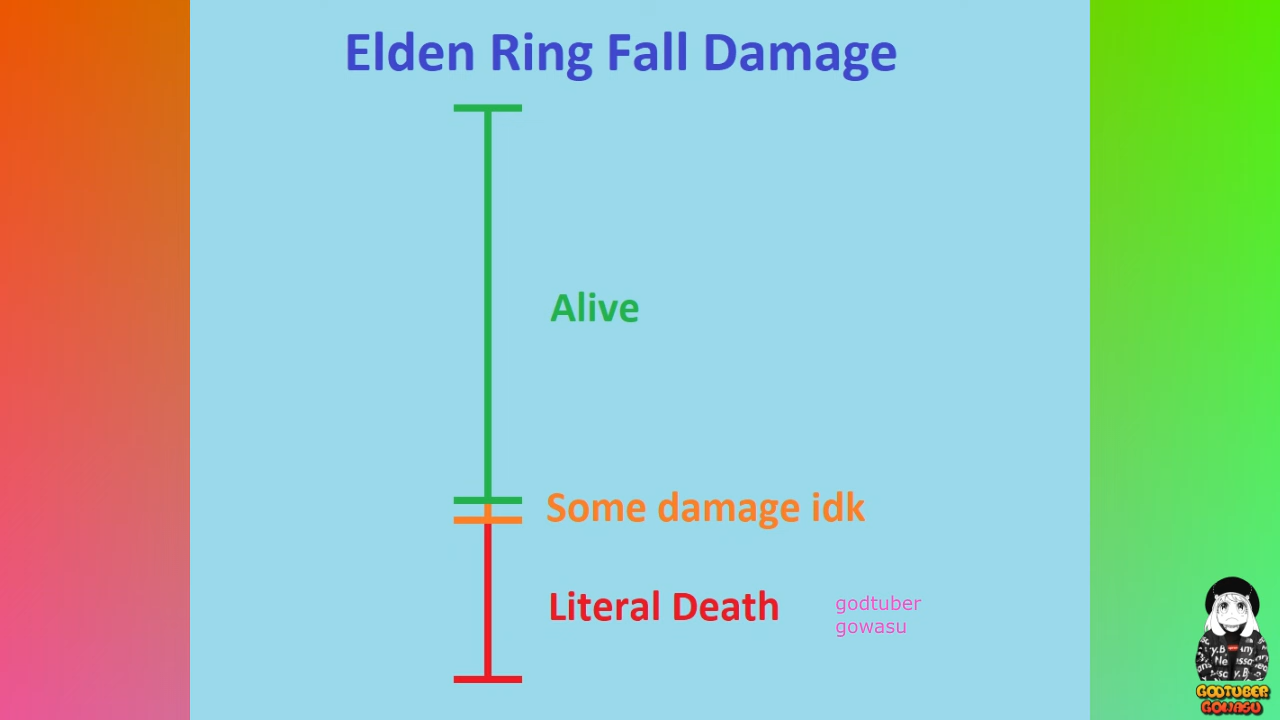 Elden Ring Fall Damage
Alive
Some damage idk
Literal Death
godtuber
gowasu
GODTUBER
GOWASU